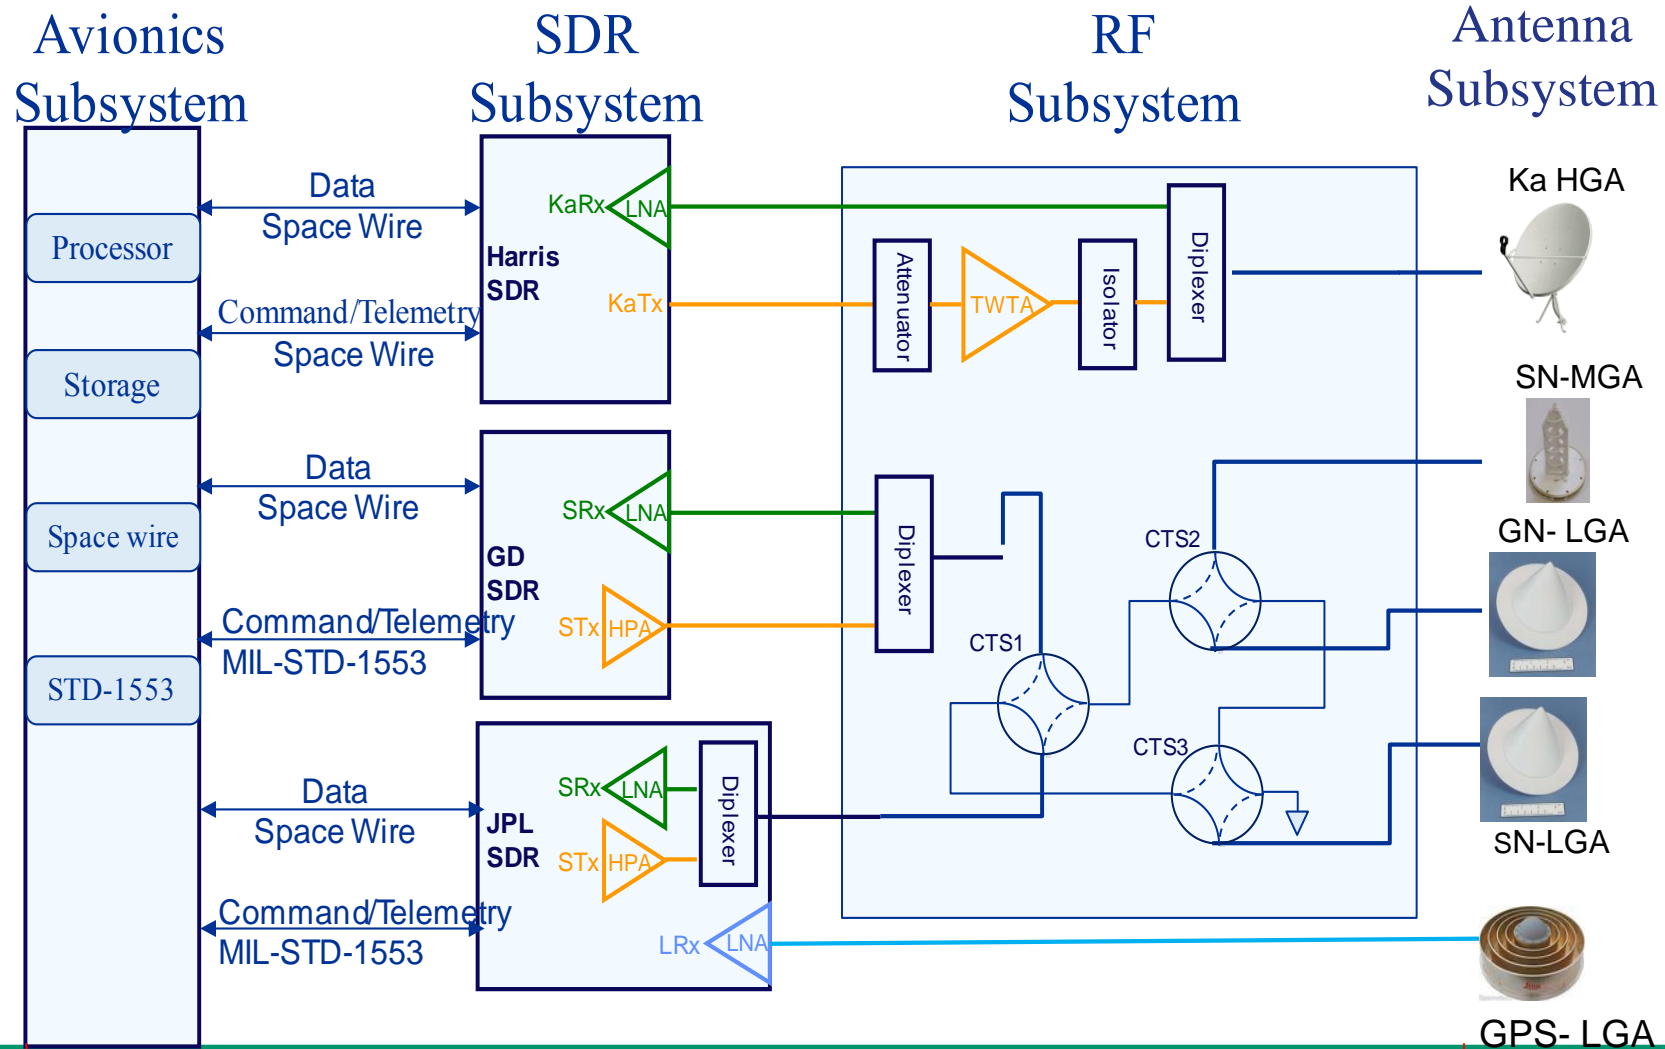 Avionics
Subsystem
SDR
Subsystem
RF
Subsystem
Antenna
Subsystem
Processor
Storage
Space wire
STD-1553
Data
Space Wire
Command/Telemetry
Space Wire
Data
Space Wire
Command/Telemetry
MIL-STD-1553
Data
Space Wire
Command/Telemetry
MIL-STD-1553
KaRx
LNA
Harris
SDR
KaTx
SRx
LNA
GD
SDR
STx
HPA
SRx
LNA
JPL
SDR
STx
HPA
Diplexer
LRx
LNA
Attenuator
TWTA
Isolator
Diplexer
Diplexer
CTS1
CTS2
CTS3
Ka HGA
SN-MGA
GN- LGA
SN-LGA
GPS- LGA